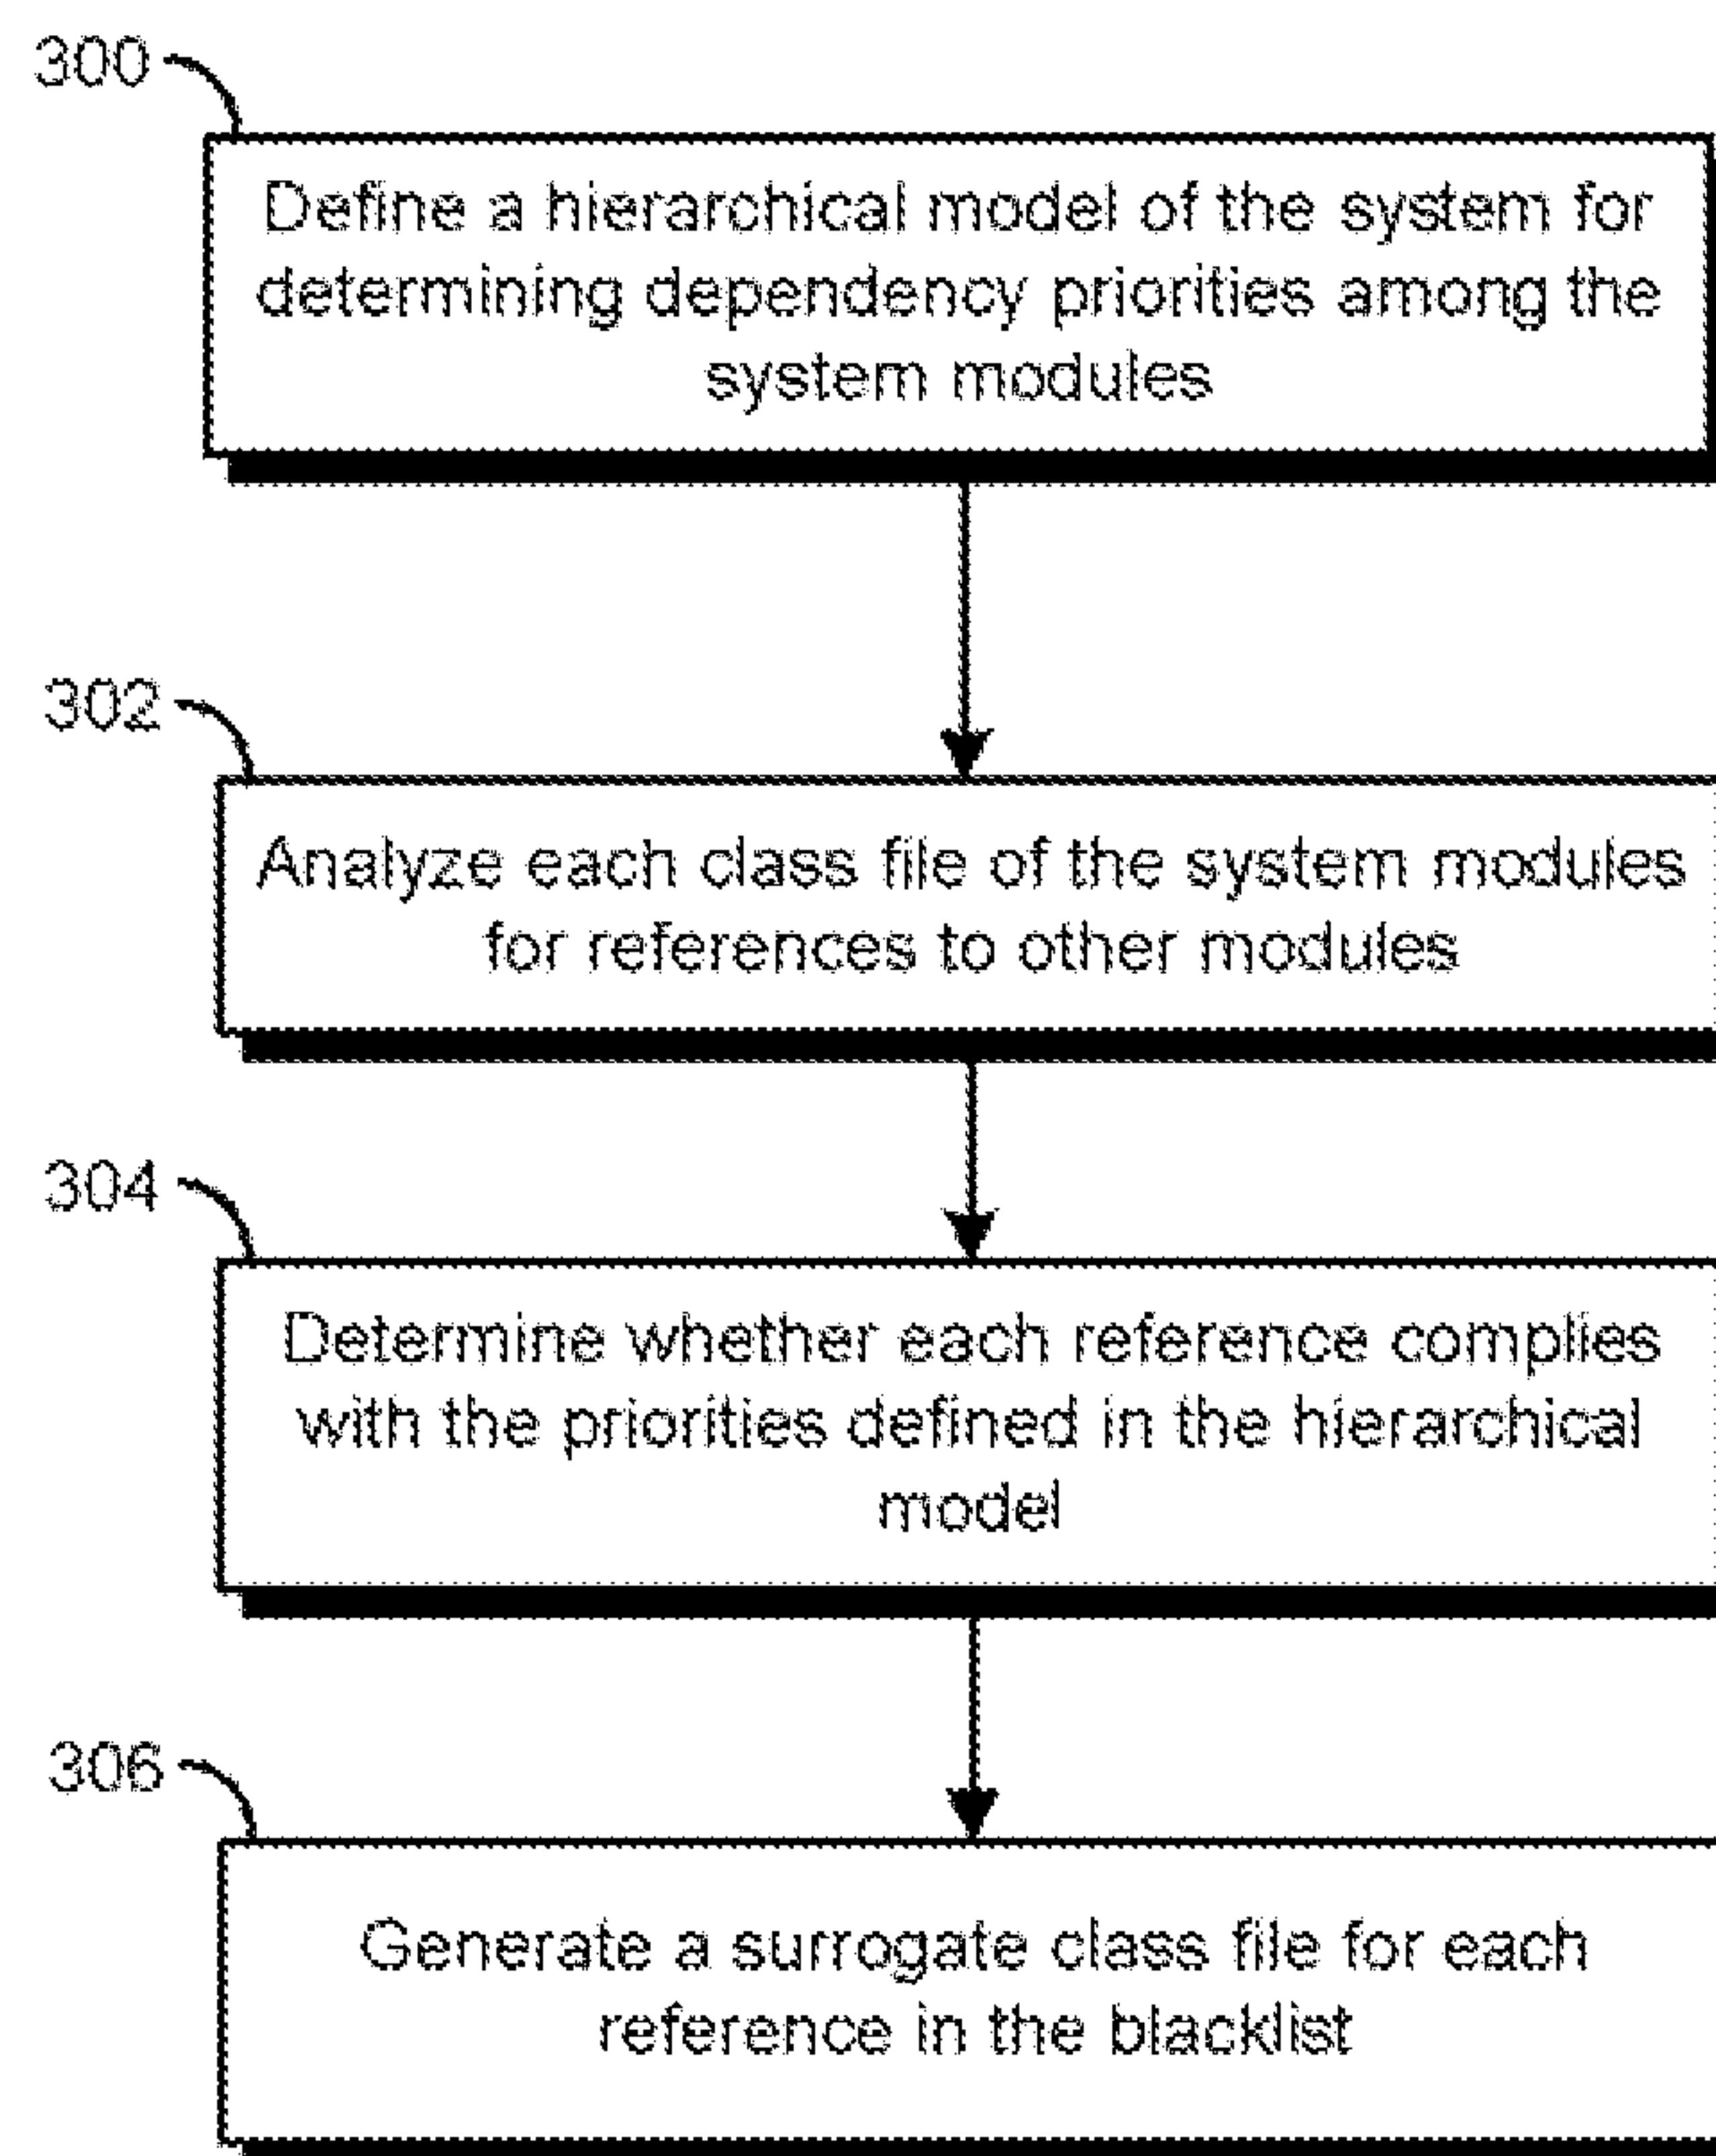 300
Define a hierarchical model of the system for
determining dependency priorities among the
system modules
302
Analyze each class file of the system modules
for references to other modules
304
Determine whether each reference complies
with the priorities defined in the hierarchical
model
306
Generate a surrogate class file for each
reference in the blacklist